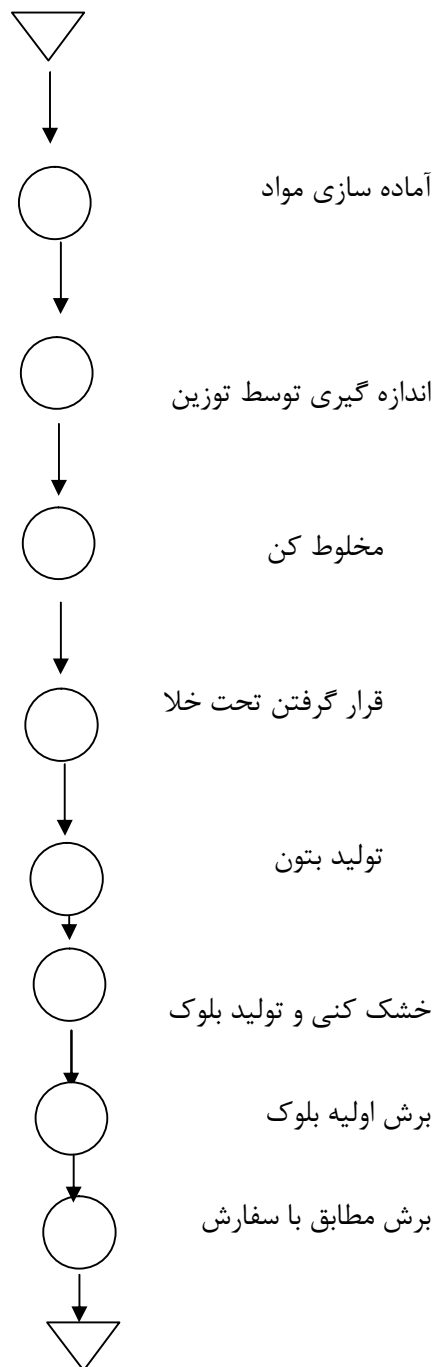 آماده سازی مواد
اندازه گیری توسط توزین
مخلوط کن
قرار گرفتن تحت خلا
تولید بتون
خشک کنی و تولید بلوک
برش اولیه بلوک
برش مطابق با سفارش